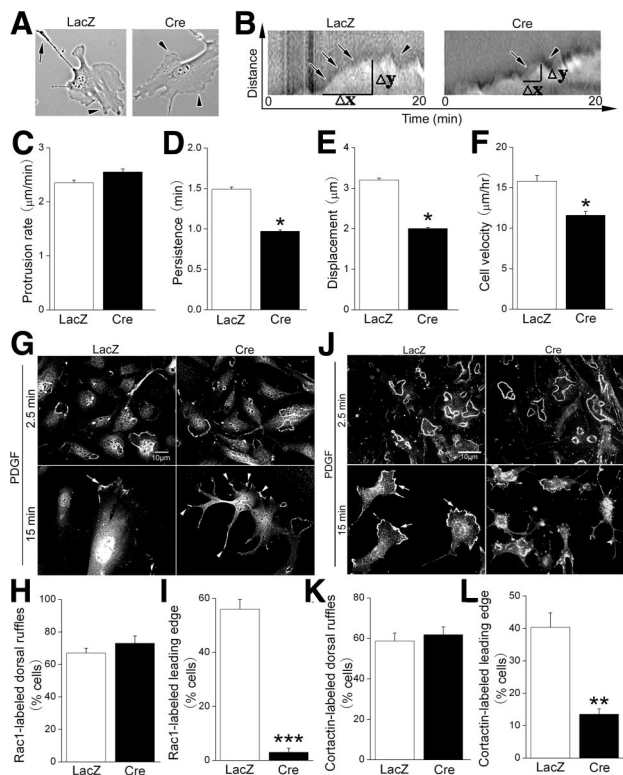 A
LacZ
Cre
B
LacZ
Cre
Distance
Δy
Δx
Δy
Δx
0
20
0
20
Time (min)
C
Protrusion rate (μm/min)
2
1
0
LacZ
Cre
D
Persistence (min)
2.0
1.5
1.0
0.5
0.0
*
LacZ
Cre
E
Displacement (μm)
4
3
2
1
0
*
LacZ
Cre
F
Cell velocity (μm/hr)
20
15
10
5
0
*
LacZ
Cre
G
LacZ
Cre
PDGF
2.5 min
15 min
10μm
J
LacZ
Cre
PDGF
2.5 min
15 min
10μm
H
Rac1-labeled dorsal ruffles
(% cells)
100
80
60
40
20
0
LacZ
Cre
I
Rac1-labeled leading edge
(% cells)
60
40
20
0
***
LacZ
Cre
K
Cortactin-labeled dorsal ruffles
(% cells)
80
60
40
20
0
LacZ
Cre
L
Cortactin-labeled leading edge
(% cells)
50
40
30
20
10
0
**
LacZ
Cre